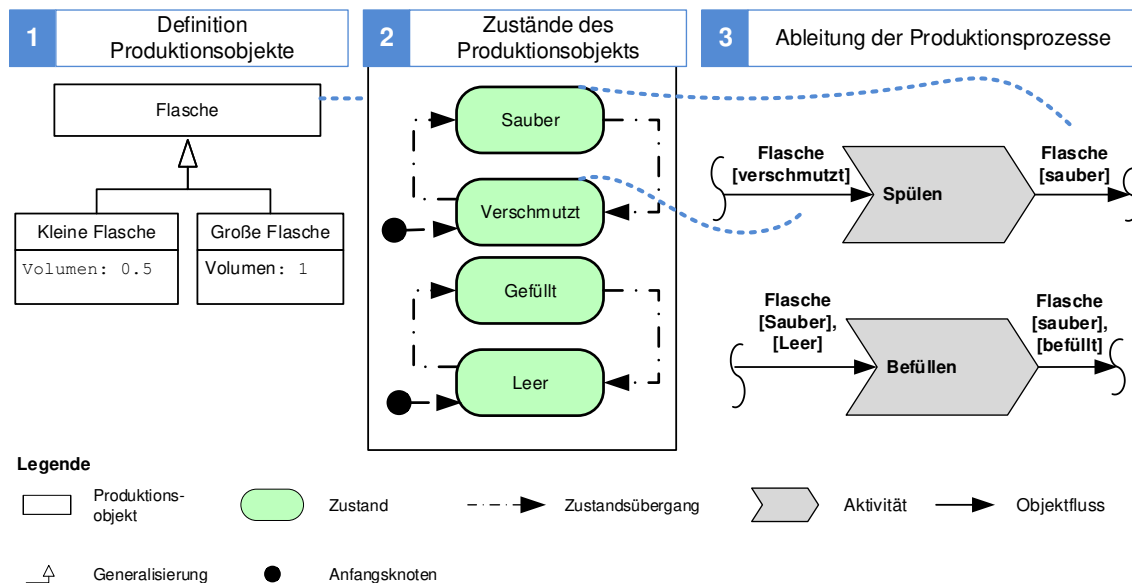 1
Definition
Produktionsobjekte
2
Zustände des
Produktionsobjekts
3
Ableitung der Produktionsprozesse
Flasche
Kleine Flasche
Volumen: 0.5
Große Flasche
Volumen: 1
Sauber
Verschmutzt
Gefüllt
Leer
Flasche
[verschmutzt]
Spülen
Flasche
[sauber]
Flasche
[Sauber],
[Leer]
Befüllen
Flasche
[sauber],
[befüllt]
Legende
Produktions-
objekt
Zustand
Zustandsübergang
Aktivität
Objektfluss
Generalisierung
Anfangsknoten